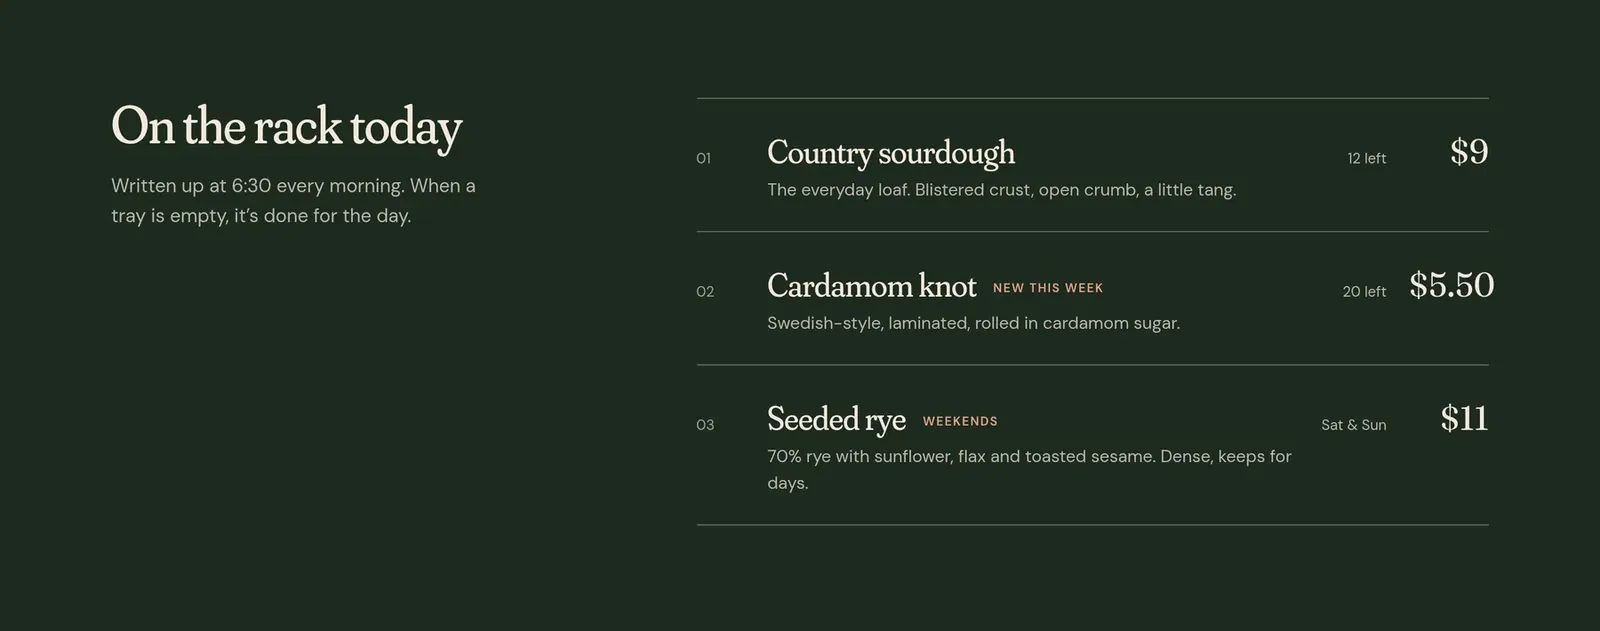 On the rack today
Written up at 6:30 every morning. When a
tray is empty, it’s done for the day.
01 Country sourdough 12 left $9
The everyday loaf. Blistered crust, open crumb, a little tang.
02 Cardamom knot NEW THIS WEEK 20 left $5.50
Swedish-style, laminated, rolled in cardamom sugar.
03 Seeded rye WEEKENDS Sat & Sun $11
70% rye with sunflower, flax and toasted sesame. Dense, keeps for
days.